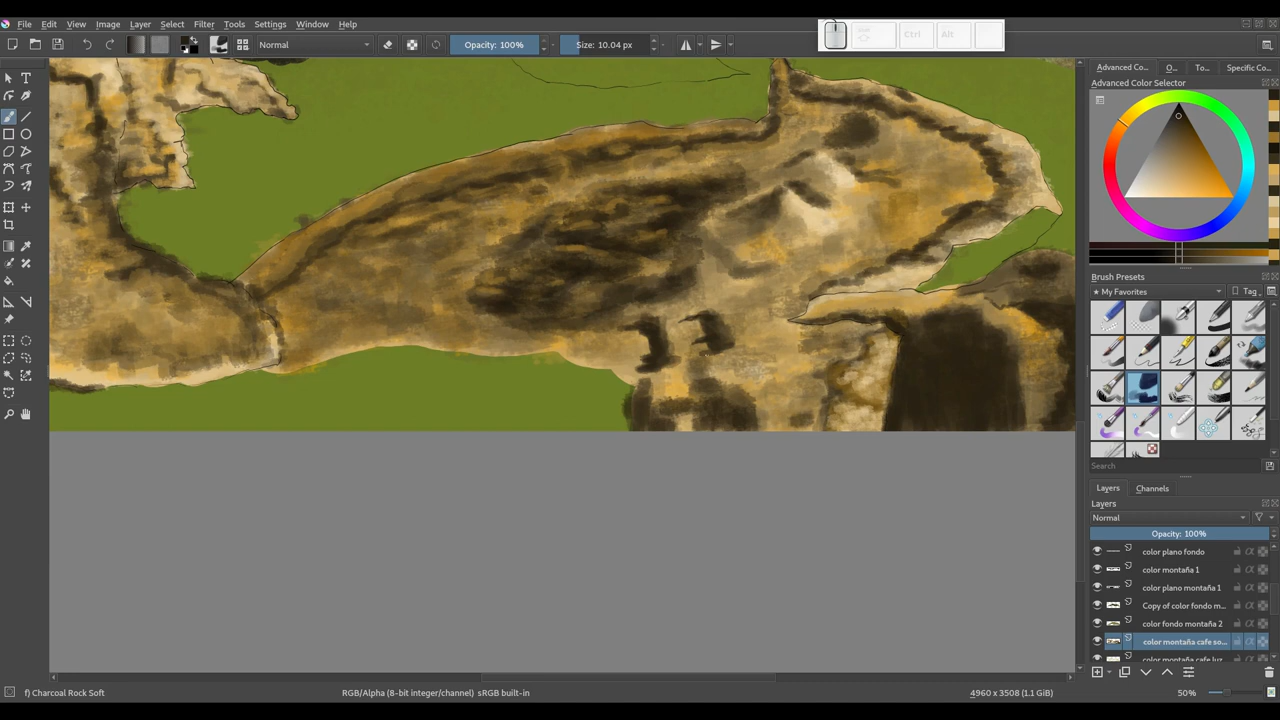 File Edit View Image Layer Select Filter Tools Settings Window Help
Normal Opacity: 100% Size: 10.04 px
Ctrl Alt
Advanced Co... O... To... Specific Co...
Advanced Color Selector
Brush Presets
★ My Favorites Tag
Search
Layers Channels
Layers
Normal
Opacity: 100%
color plano fondo
color montaña 1
color plano montaña 1
Copy of color fondo m...
color fondo montaña 2
color montaña cafe so...
color montaña cafe luz
f) Charcoal Rock Soft RGB/Alpha (8-bit integer/channel) sRGB built-in 4960 x 3508 (1.1 GiB) 50%